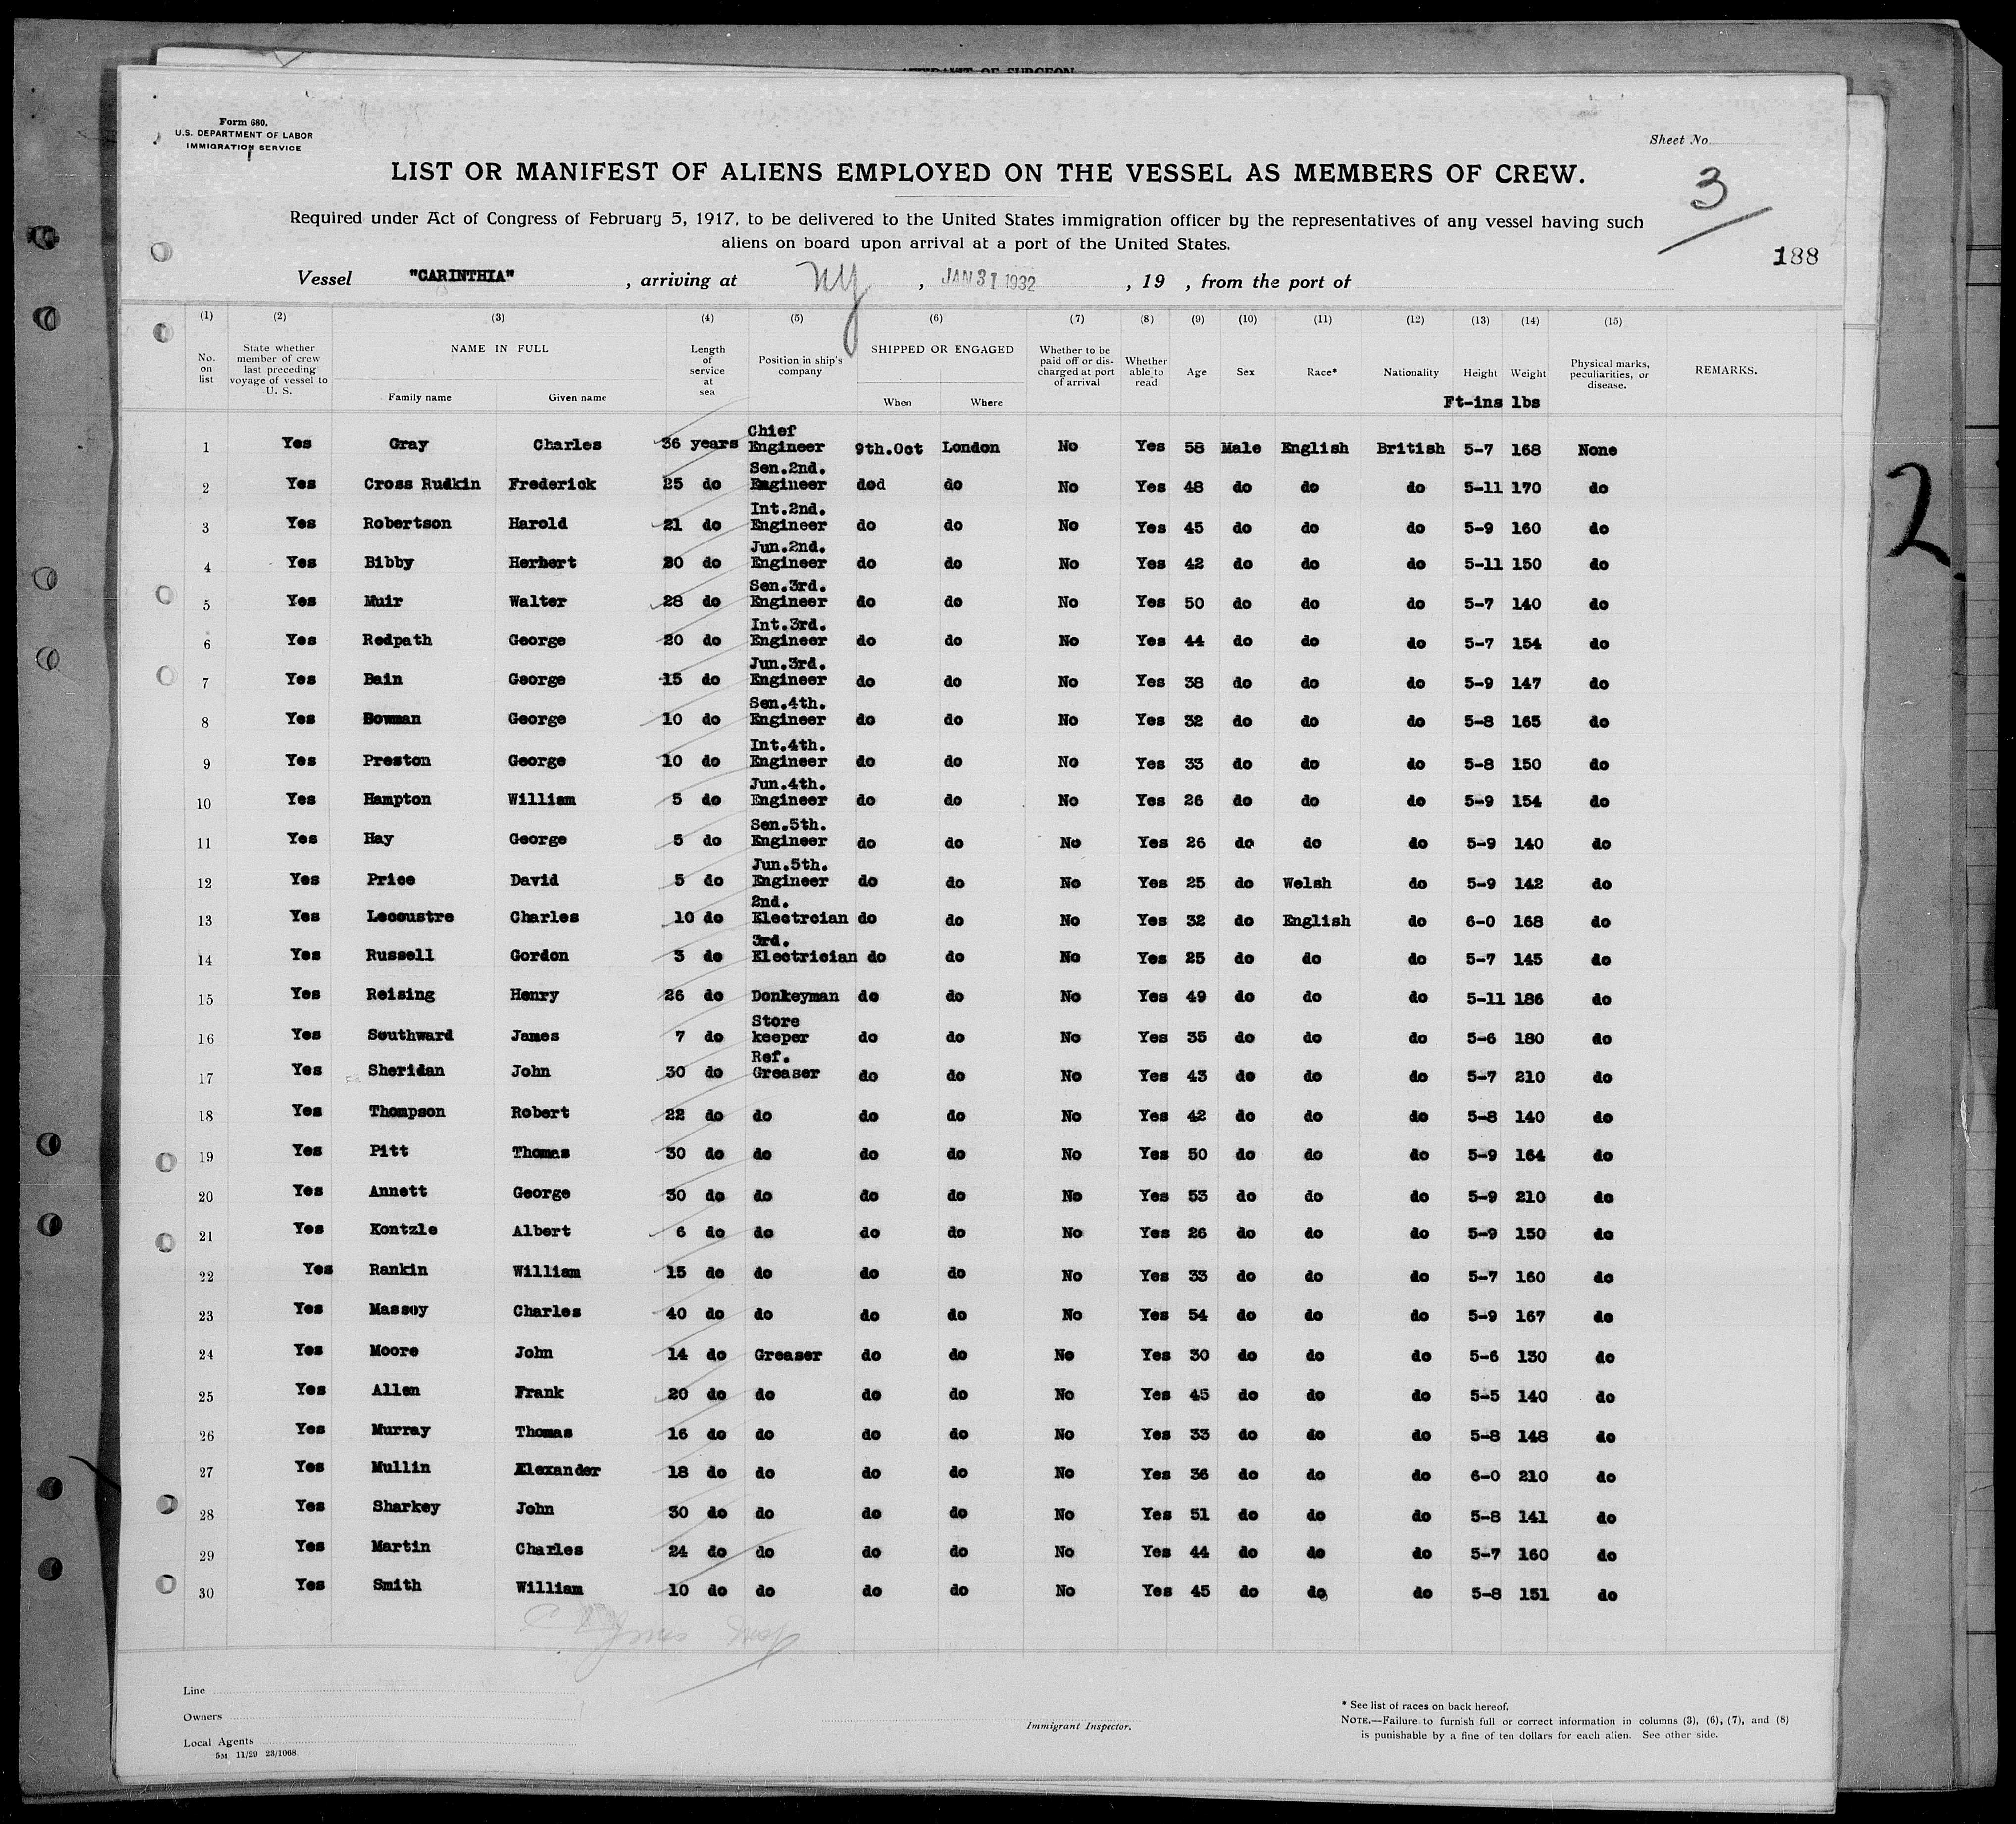 AFFIDAVIT OF SURGEON
Form 680.
U.S. DEPARTMENT OF LABOR
IMMIGRATION SERVICE
Sheet No.
LIST OR MANIFEST OF ALIENS EMPLOYED ON THE VESSEL AS MEMBERS OF CREW.
3
Required under Act of Congress of February 5, 1917, to be delivered to the United States immigration officer by the representatives of any vessel having such
aliens on board upon arrival at a port of the United States.
188
Vessel "CARINTHIA" , arriving at NY , JAN 31 1932 , 19 , from the port of
(1) (2) (3) (4) (5) (6) (7) (8) (9) (10) (11) (12) (13) (14) (15)
No. on list State whether member of crew last preceding voyage of vessel to U. S. NAME IN FULL Family name Given name Length of service at sea Position in ship's company SHIPPED OR ENGAGED When Where Whether to be paid off or discharged at port of arrival Whether able to read Age Sex Race* Nationality Height Weight Physical marks, peculiarities, or disease. REMARKS.
Ft-ins lbs
1 Yes Gray Charles 36 years Chief Engineer 9th.Oct London No Yes 58 Male English British 5-7 168 None
2 Yes Cross Rudkin Frederick 25 do Sen.2nd. Engineer dod do No Yes 48 do do do 5-11 170 do
3 Yes Robertson Harold 21 do Int.2nd. Engineer do do No Yes 45 do do do 5-9 160 do
4 Yes Bibby Herbert 20 do Jun.2nd. Engineer do do No Yes 42 do do do 5-11 150 do
5 Yes Muir Walter 28 do Sen.3rd. Engineer do do No Yes 50 do do do 5-7 140 do
6 Yes Redpath George 20 do Int.3rd. Engineer do do No Yes 44 do do do 5-7 154 do
7 Yes Bain George 15 do Jun.3rd. Engineer do do No Yes 38 do do do 5-9 147 do
8 Yes Bowman George 10 do Sen.4th. Engineer do do No Yes 32 do do do 5-8 165 do
9 Yes Preston George 10 do Int.4th. Engineer do do No Yes 33 do do do 5-8 150 do
10 Yes Hampton William 5 do Jun.4th. Engineer do do No Yes 26 do do do 5-9 154 do
11 Yes Hay George 5 do Sen.5th. Engineer do do No Yes 26 do do do 5-9 140 do
12 Yes Price David 5 do Jun.5th. Engineer do do No Yes 25 do Welsh do 5-9 142 do
13 Yes Lecoustre Charles 10 do 2nd. Electrcian do do No Yes 32 do English do 6-0 168 do
14 Yes Russell Gordon 3 do 3rd. Electrician do do No Yes 25 do do do 5-7 145 do
15 Yes Reising Henry 26 do Donkeyman do do No Yes 49 do do do 5-11 186 do
16 Yes Southward James 7 do Store keeper do do No Yes 35 do do do 5-6 180 do
17 Yes Sheridan John 30 do Ref. Greaser do do No Yes 43 do do do 5-7 210 do
18 Yes Thompson Robert 22 do do do do No Yes 42 do do do 5-8 140 do
19 Yes Pitt Thomas 30 do do do do No Yes 50 do do do 5-9 164 do
20 Yes Annett George 30 do do do do No Yes 53 do do do 5-9 210 do
21 Yes Kontzle Albert 6 do do do do No Yes 26 do do do 5-9 150 do
22 Yes Rankin William 15 do do do do No Yes 33 do do do 5-7 160 do
23 Yes Massey Charles 40 do do do do No Yes 54 do do do 5-9 167 do
24 Yes Moore John 14 do Greaser do do No Yes 30 do do do 5-6 130 do
25 Yes Allen Frank 20 do do do do No Yes 45 do do do 5-5 140 do
26 Yes Murray Thomas 16 do do do do No Yes 33 do do do 5-8 148 do
27 Yes Mullin Alexander 18 do do do do No Yes 36 do do do 6-0 210 do
28 Yes Sharkey John 30 do do do do No Yes 51 do do do 5-8 141 do
29 Yes Martin Charles 24 do do do do No Yes 44 do do do 5-7 160 do
30 Yes Smith William 10 do do do do No Yes 45 do do do 5-8 151 do
2
Line
Owners
Local Agents
5M 11/29 23/1068
Immigrant Inspector.
* See list of races on back hereof.
NOTE.—Failure to furnish full or correct information in columns (3), (6), (7), and (8)
is punishable by a fine of ten dollars for each alien. See other side.